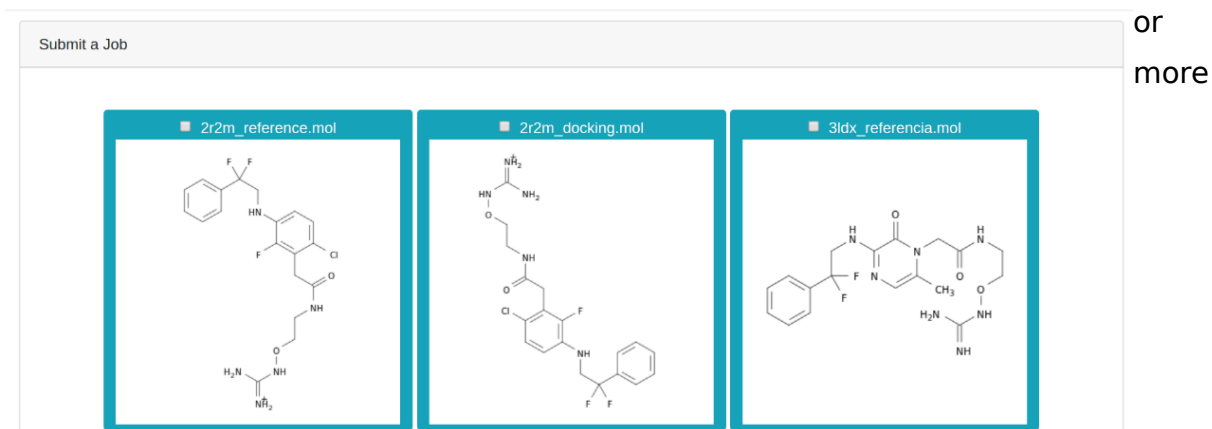 or
Submit a Job
more
2r2m_reference.mol
2r2m_docking.mol
3ldx_referencia.mol
F F
HN
F
Cl
O
NH
O
H₂N NH
NH₂
+
NH₂
+
HN NH₂
O
NH
O
Cl F
NH
F F
O
H
N
H
N
N
O
N
F
F
CH₃
O
H₂N NH
NH